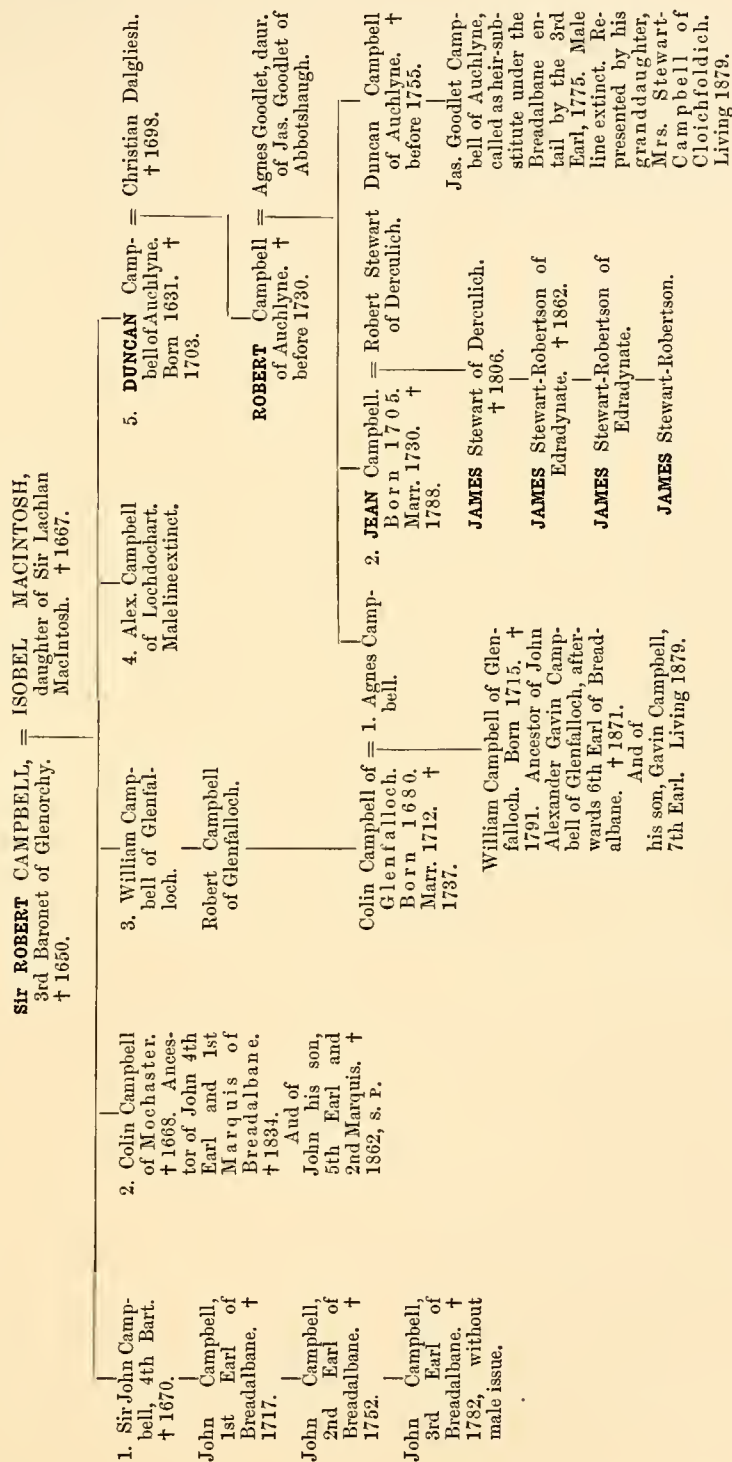 Sir ROBERT CAMPBELL,
3rd Baronet of Glenorchy.
† 1650.
=
ISOBEL MACINTOSH,
daughter of Sir Lachlan
MacIntosh. † 1667.
1. Sir John Camp-
bell, 4th Bart.
† 1670.
John Campbell,
1st Earl of
Breadalbane. †
1717.
John Campbell,
2nd Earl of
Breadalbane. †
1752.
John Campbell,
3rd Earl of
Breadalbane. †
1782, without
male issue.
2. Colin Campbell
of Mochaster.
† 1668. Ances-
tor of John 4th
Earl and 1st
Marquis of
Breadalbane.
† 1834.
Aud of
John his son,
5th Earl and
2nd Marquis. †
1862, S. P.
3. William Camp-
bell of Glenfal-
loch.
Robert Campbell
of Glenfalloch.
Colin Campbell of
Glenfalloch.
Born 1680.
Marr. 1712. †
1737.
=
1. Agnes Camp-
bell.
William Campbell of Glen-
falloch. Born 1715. †
1791. Ancestor of John
Alexander Gavin Camp-
bell of Glenfalloch, after-
wards 6th Earl of Bread-
albane. † 1871.
And of
his son, Gavin Campbell,
7th Earl. Living 1879.
4. Alex. Campbell
of Lochdochart.
Male line extinct.
5. DUNCAN Camp-
bell of Auchlyne.
Born 1631. †
1703.
=
Christian Dalgliesh.
† 1698.
ROBERT Campbell
of Auchlyne. †
before 1730.
=
Agnes Goodlet, daur.
of Jas. Goodlet of
Abbotshaugh.
2. JEAN Campbell.
Born 1705.
Marr. 1730. †
1788.
=
Robert Stewart
of Derculich.
JAMES Stewart of Derculich.
† 1806.
JAMES Stewart-Robertson of
Edradynate. † 1862.
JAMES Stewart-Robertson of
Edradynate.
JAMES Stewart-Robertson.
Duncan Campbell
of Auchlyne. †
before 1755.
Jas. Goodlet Camp-
bell of Auchlyne,
called as heir-sub-
stitute under the
Breadalbane en-
tail by the 3rd
Earl, 1775. Male
line extinct. Re-
presented by his
granddaughter,
Mrs. Stewart-
Campbell of
Cloichfoldich.
Living 1879.